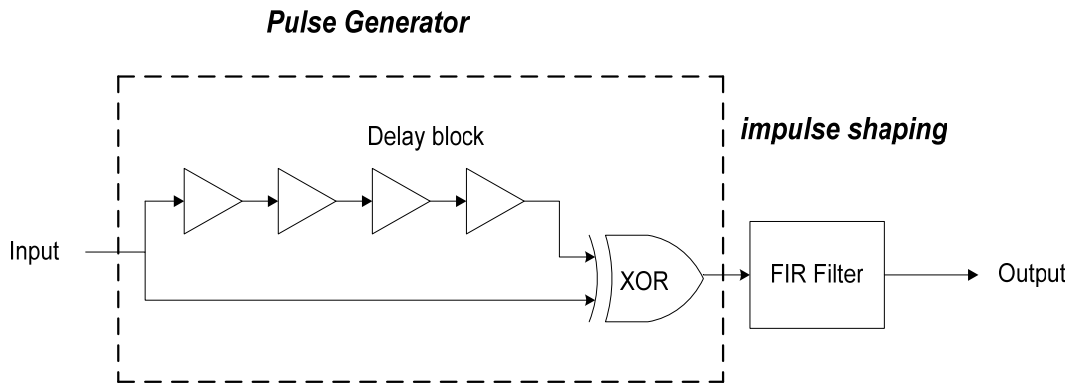 Pulse Generator
impulse shaping
Delay block
Input
XOR
FIR Filter
Output